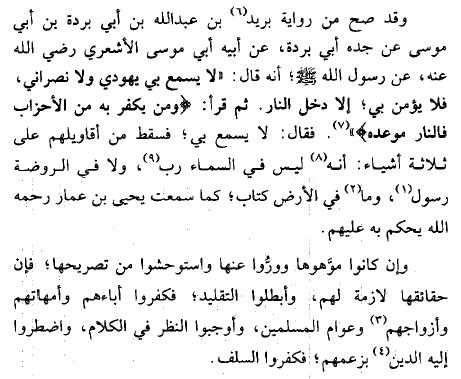 وقد صح من رواية بريد(٦) بن عبدالله بن أبي بردة بن أبي
موسى عن جده أبي بردة، عن أبيه أبي موسى الأشعري رضي الله
عنه، عن رسول الله ﷺ؛ أنه قال: «لا يسمع بي يهودي ولا نصراني،
فلا يؤمن بي؛ إلا دخل النار. ثم قرأ: ﴿ومن يكفر به من الأحزاب
فالنار موعده﴾»(٧). فقال: لا يسمع بي؛ فسقط من أقاويلهم على
ثلاثة أشياء: أنه(٨) ليس في السماء رب(٩)، ولا في الروضة
رسول(١)، وما(٢) في الأرض كتاب؛ كما سمعت يحيى بن عمار رحمه
الله يحكم به عليهم.
وإن كانوا موَّهوها وورُّوا عنها واستوحشوا من تصريحها؛ فإن
حقائقها لازمة لهم، وأبطلوا التقليد؛ فكفروا أباءهم وأمهاتهم
وأزواجهم(٣) وعوام المسلمين، وأوجبوا النظر في الكلام، واضطروا
إليه الدين(٤) بزعمهم؛ فكفروا السلف.